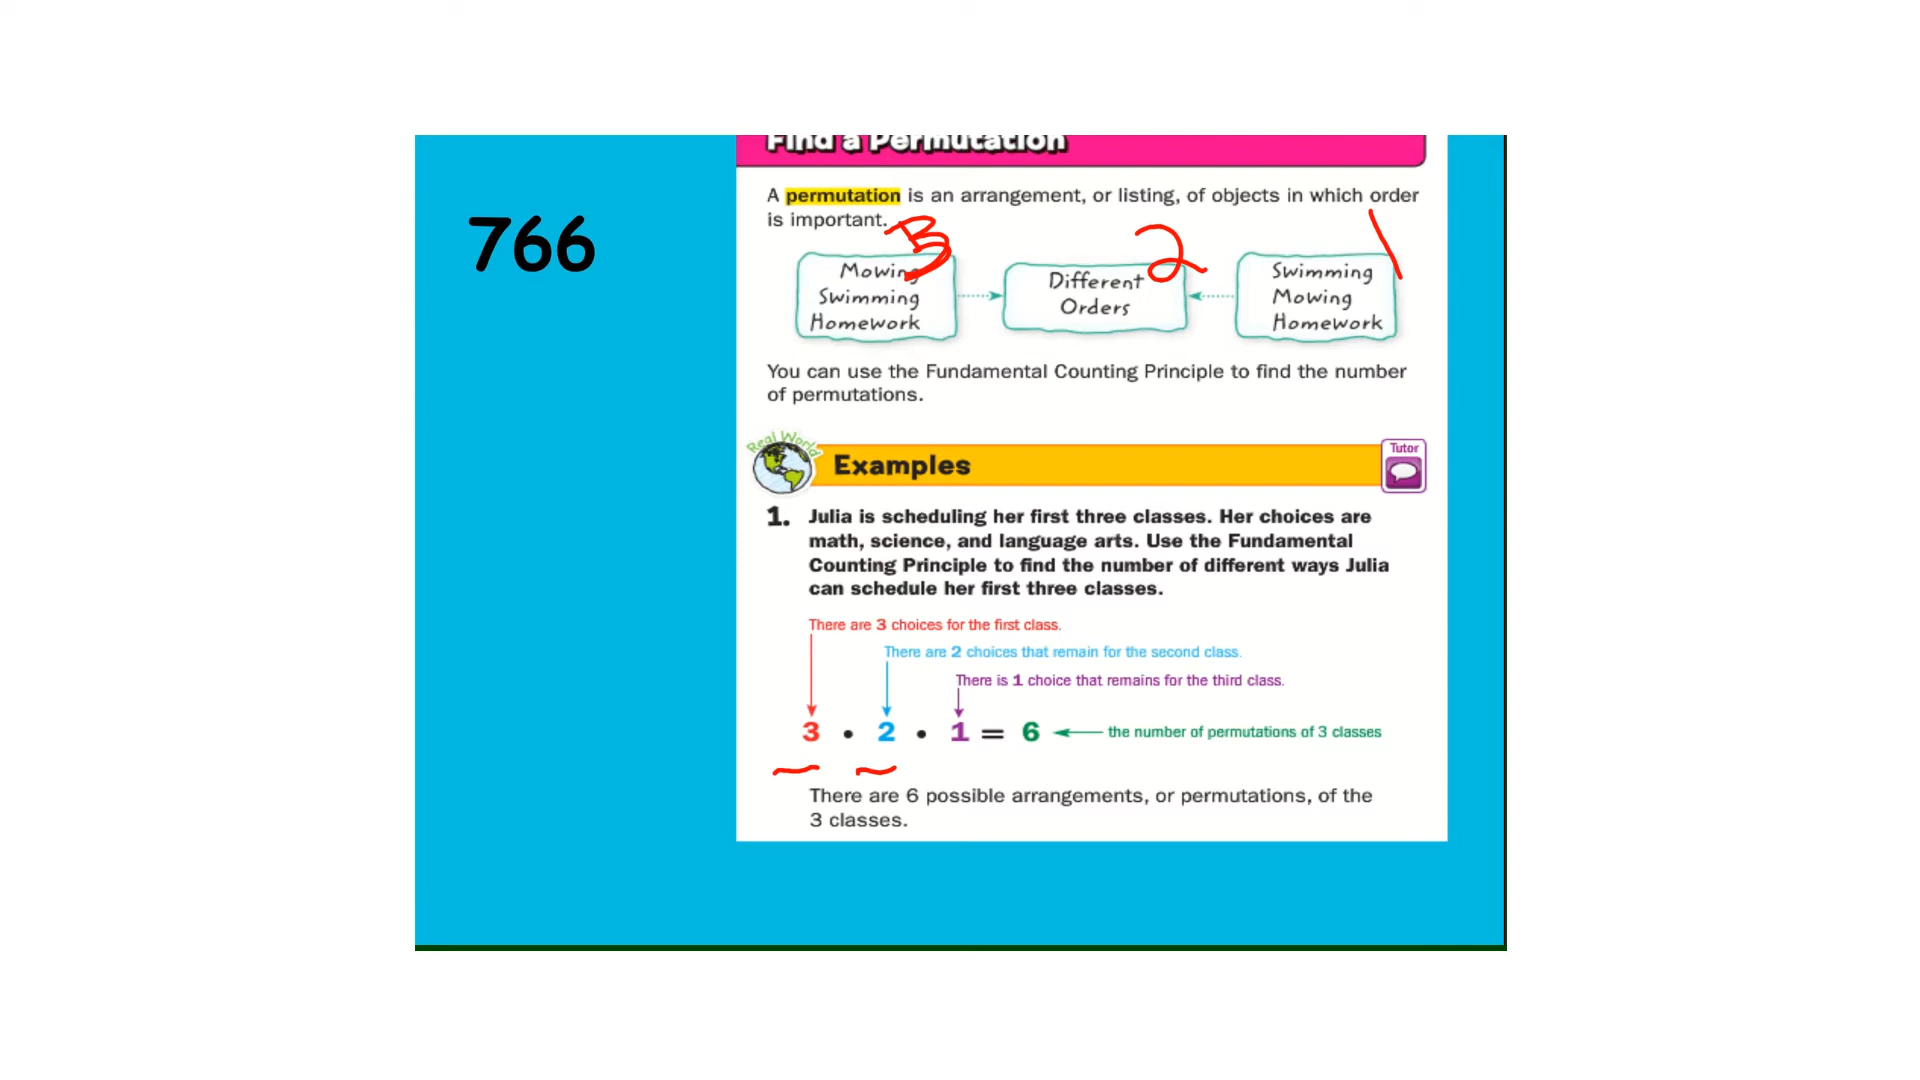 Find a Permutation
766
A permutation is an arrangement, or listing, of objects in which order
is important.
3
2
1
Mowing
Swimming
Homework
Different
Orders
Swimming
Mowing
Homework
You can use the Fundamental Counting Principle to find the number
of permutations.
Real World
Examples
Tutor
1. Julia is scheduling her first three classes. Her choices are
math, science, and language arts. Use the Fundamental
Counting Principle to find the number of different ways Julia
can schedule her first three classes.
There are 3 choices for the first class.
There are 2 choices that remain for the second class.
There is 1 choice that remains for the third class.
3 • 2 • 1 = 6 the number of permutations of 3 classes
There are 6 possible arrangements, or permutations, of the
3 classes.